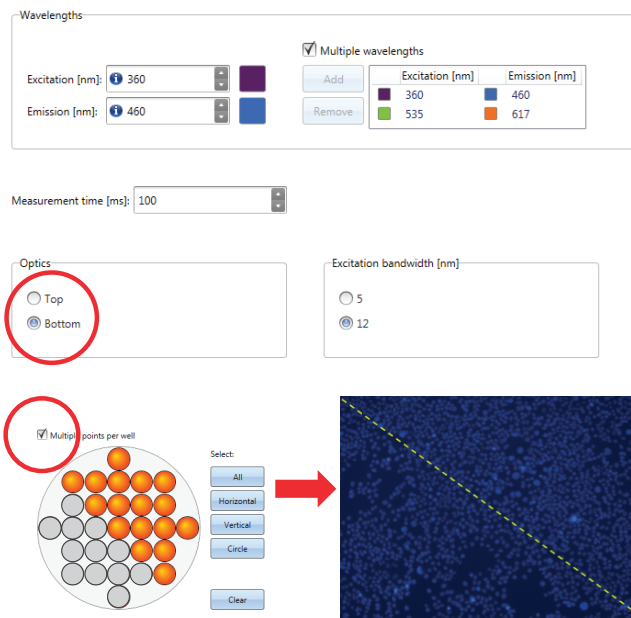 Wavelengths
Multiple wavelengths
Excitation [nm]: 360
Emission [nm]: 460
Add
Remove
Excitation [nm] Emission [nm]
360 460
535 617
Measurement time [ms]: 100
Optics
Top
Bottom
Excitation bandwidth [nm]
5
12
Multiple points per well
Select:
All
Horizontal
Vertical
Circle
Clear